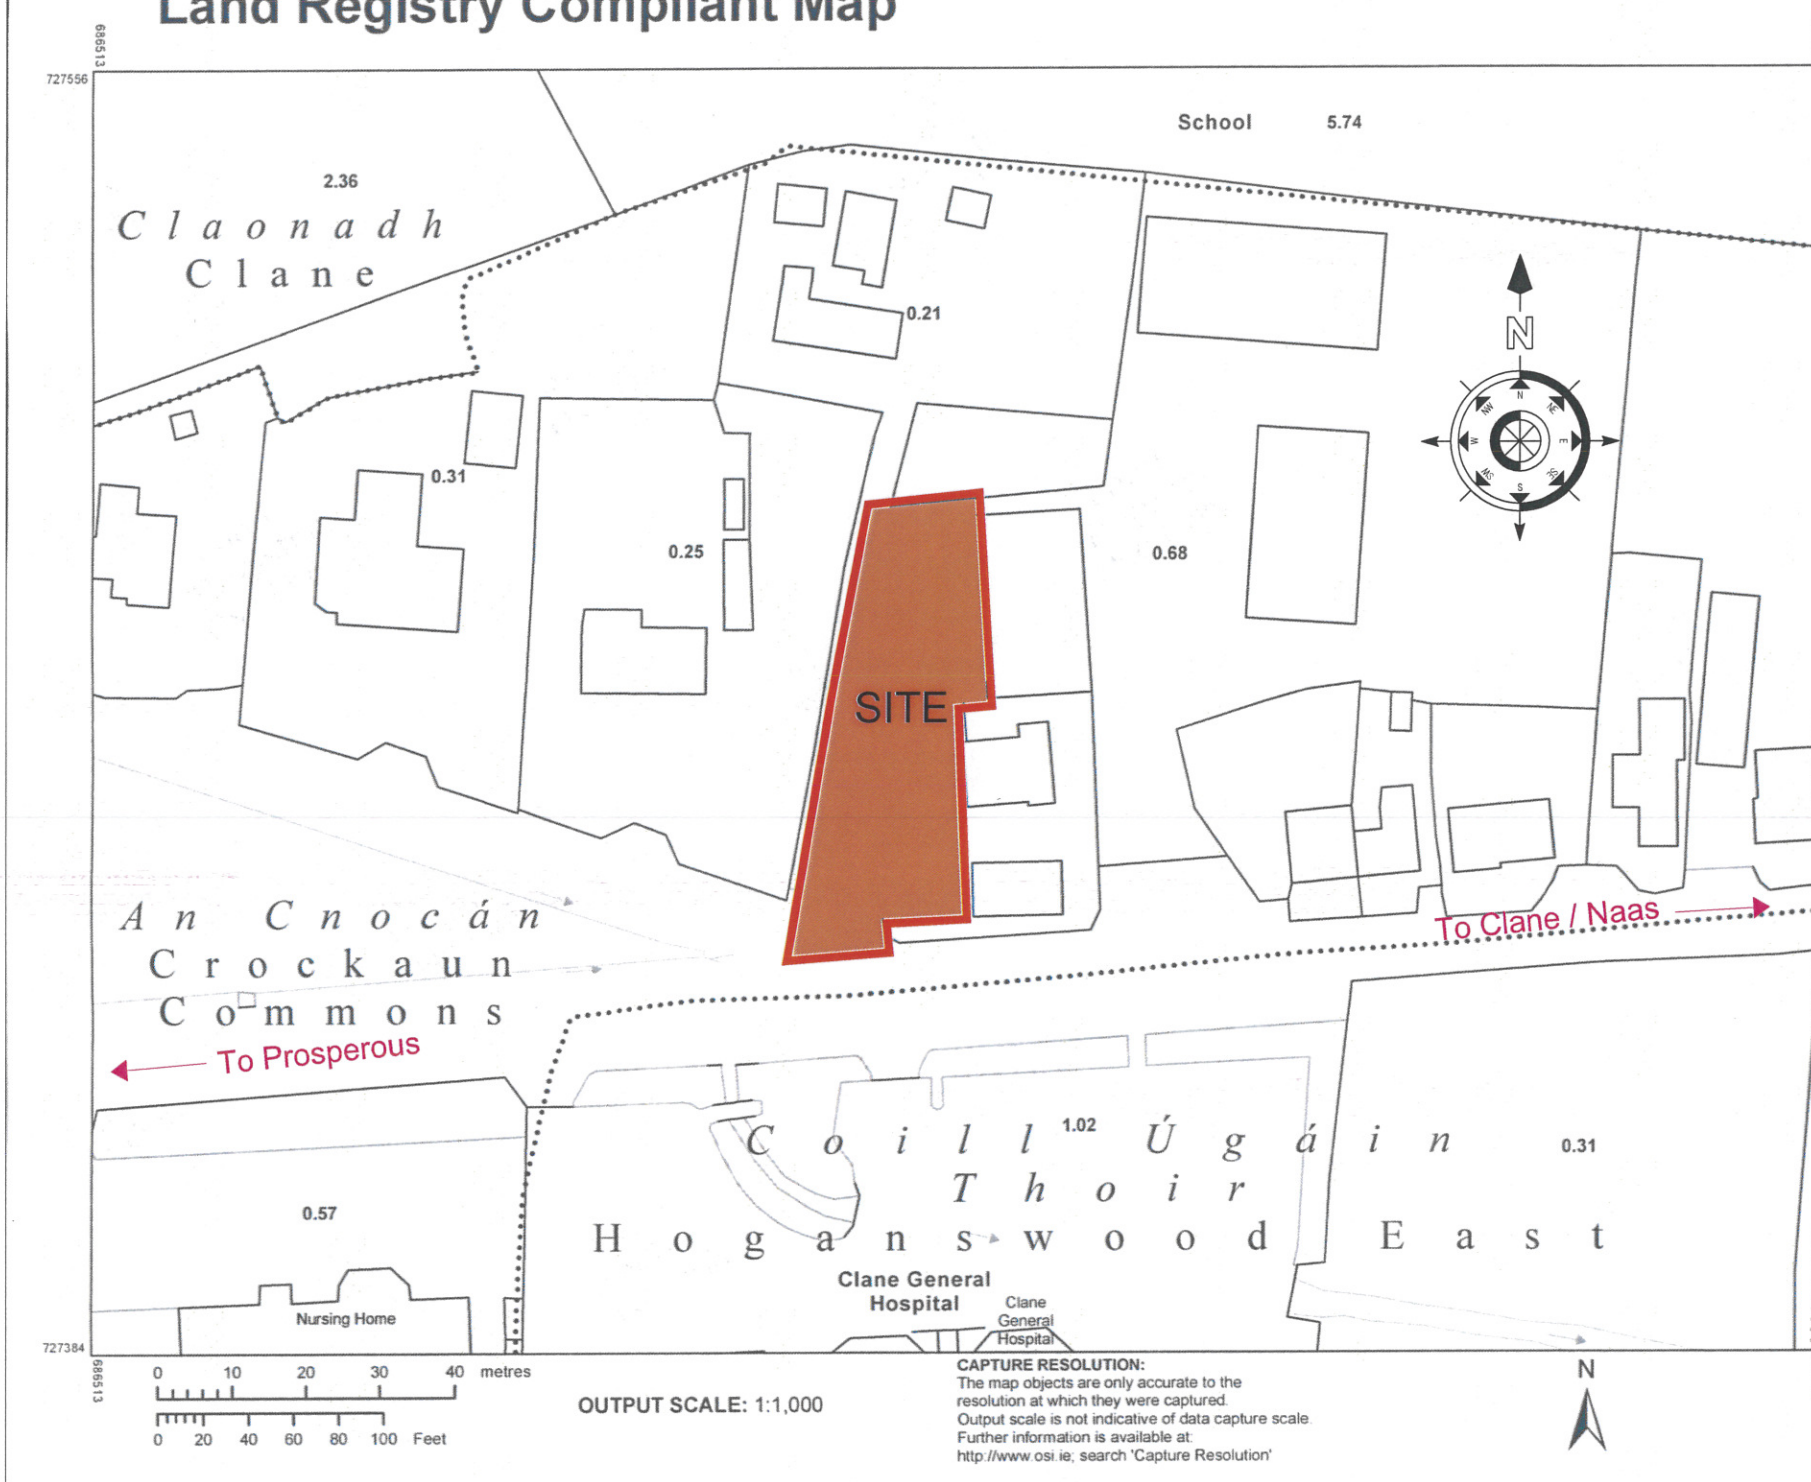 Land Registry Compliant Map
686513
727556
School 5.74
2.36
Claonadh
Clane
0.21
N
N
NE
E
SE
S
SW
W
NW
0.31
0.25
0.68
SITE
An Cnocán
Crockaun
Commons
To Clane / Naas
To Prosperous
1.02
Coill Úgáin
Thoir
0.31
Hoganswood East
0.57
Clane General
Hospital
Clane
General
Hospital
Nursing Home
727384
686513
0 10 20 30 40 metres
0 20 40 60 80 100 Feet
OUTPUT SCALE: 1:1,000
CAPTURE RESOLUTION:
The map objects are only accurate to the
resolution at which they were captured.
Output scale is not indicative of data capture scale.
Further information is available at:
http://www.osi.ie; search 'Capture Resolution'
N